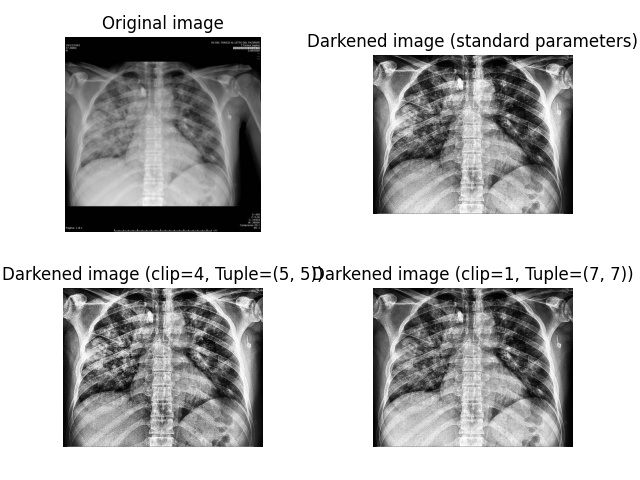 Original image
Darkened image (standard parameters)
Darkened image (clip=4, Tuple=(5, 5))
Darkened image (clip=1, Tuple=(7, 7))